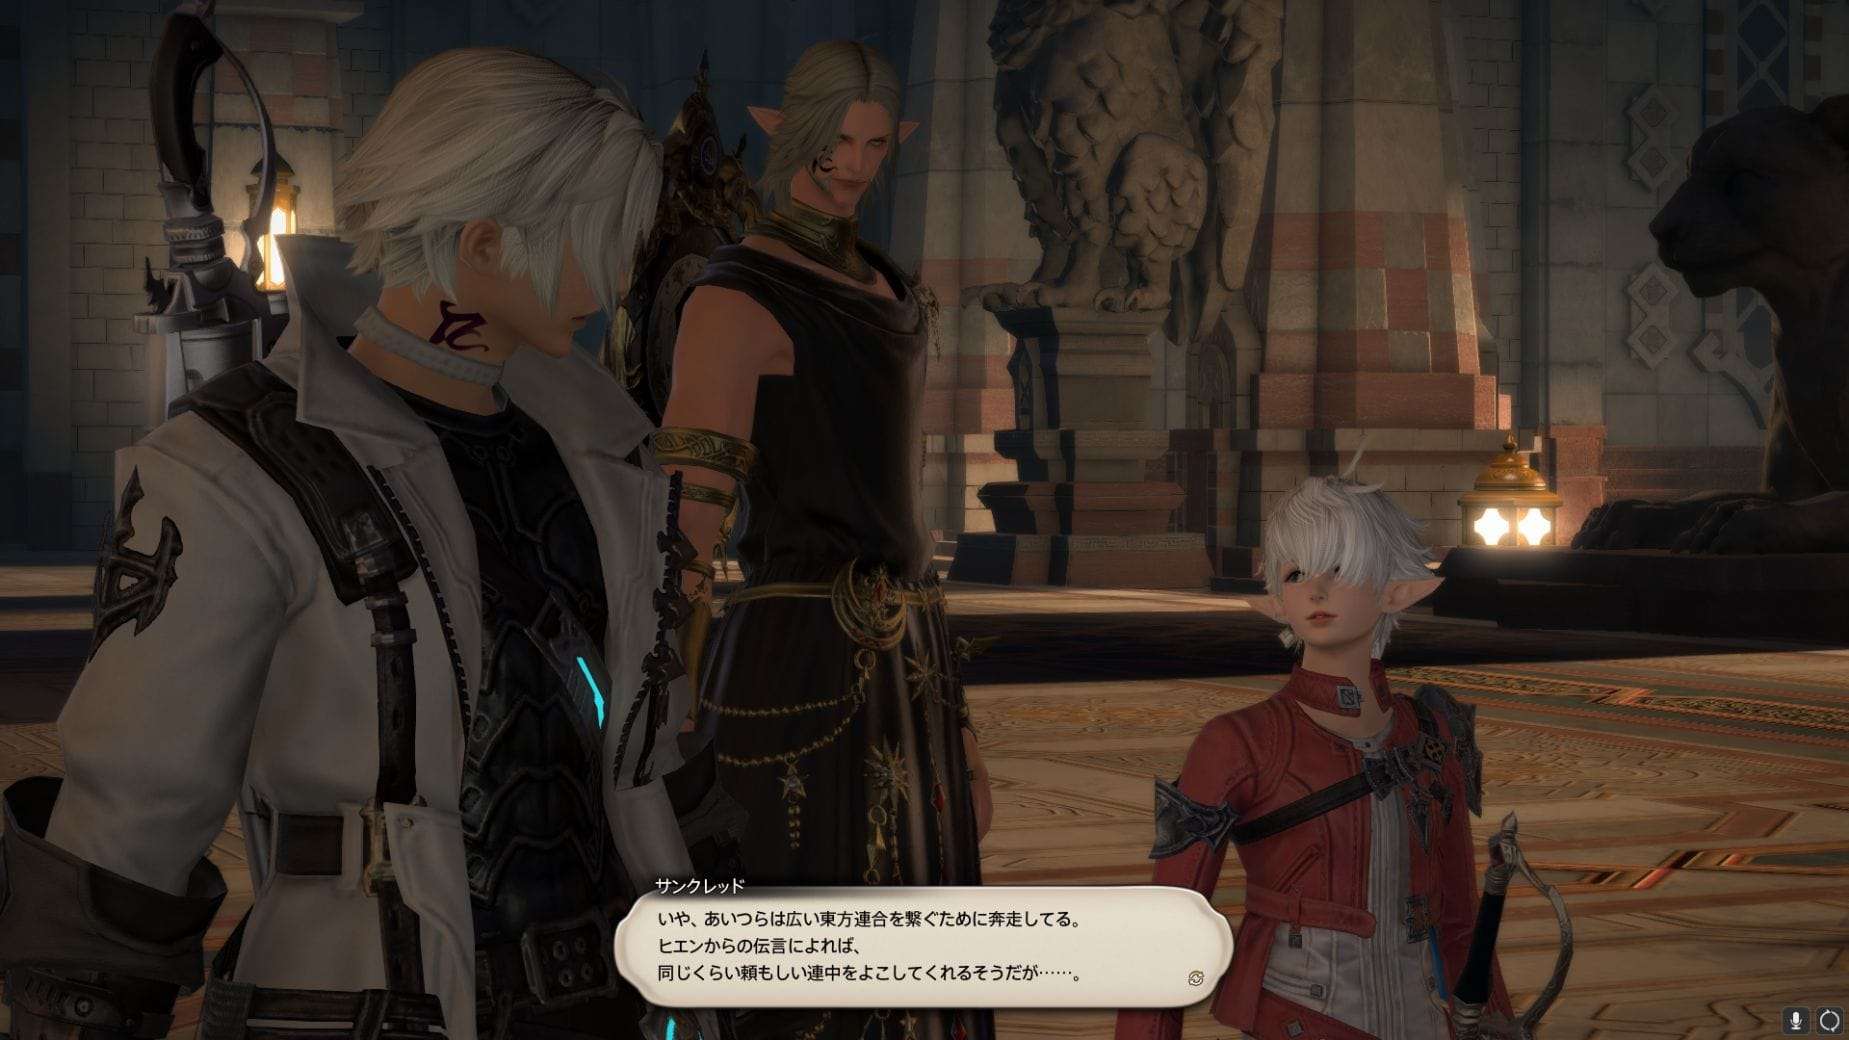 サンクレッド
いや、あいつらは広い東方連合を繋ぐために奔走してる。
ヒエンからの伝言によれば、
同じくらい頼もしい連中をよこしてくれるそうだが……。